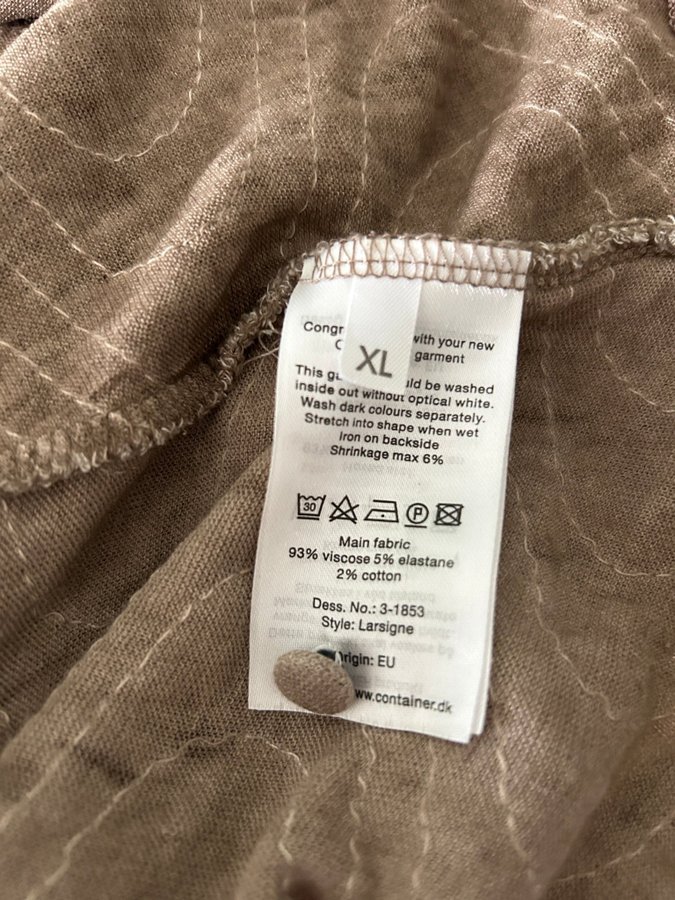 Congr with your new
garment
XL
This ga uld be washed
inside out without optical white.
Wash dark colours separately.
Stretch into shape when wet
Iron on backside
Shrinkage max 6%
30 P
Main fabric
93% viscose 5% elastane
2% cotton
Dess. No.: 3-1853
Style: Larsigne
Origin: EU
ww.container.dk